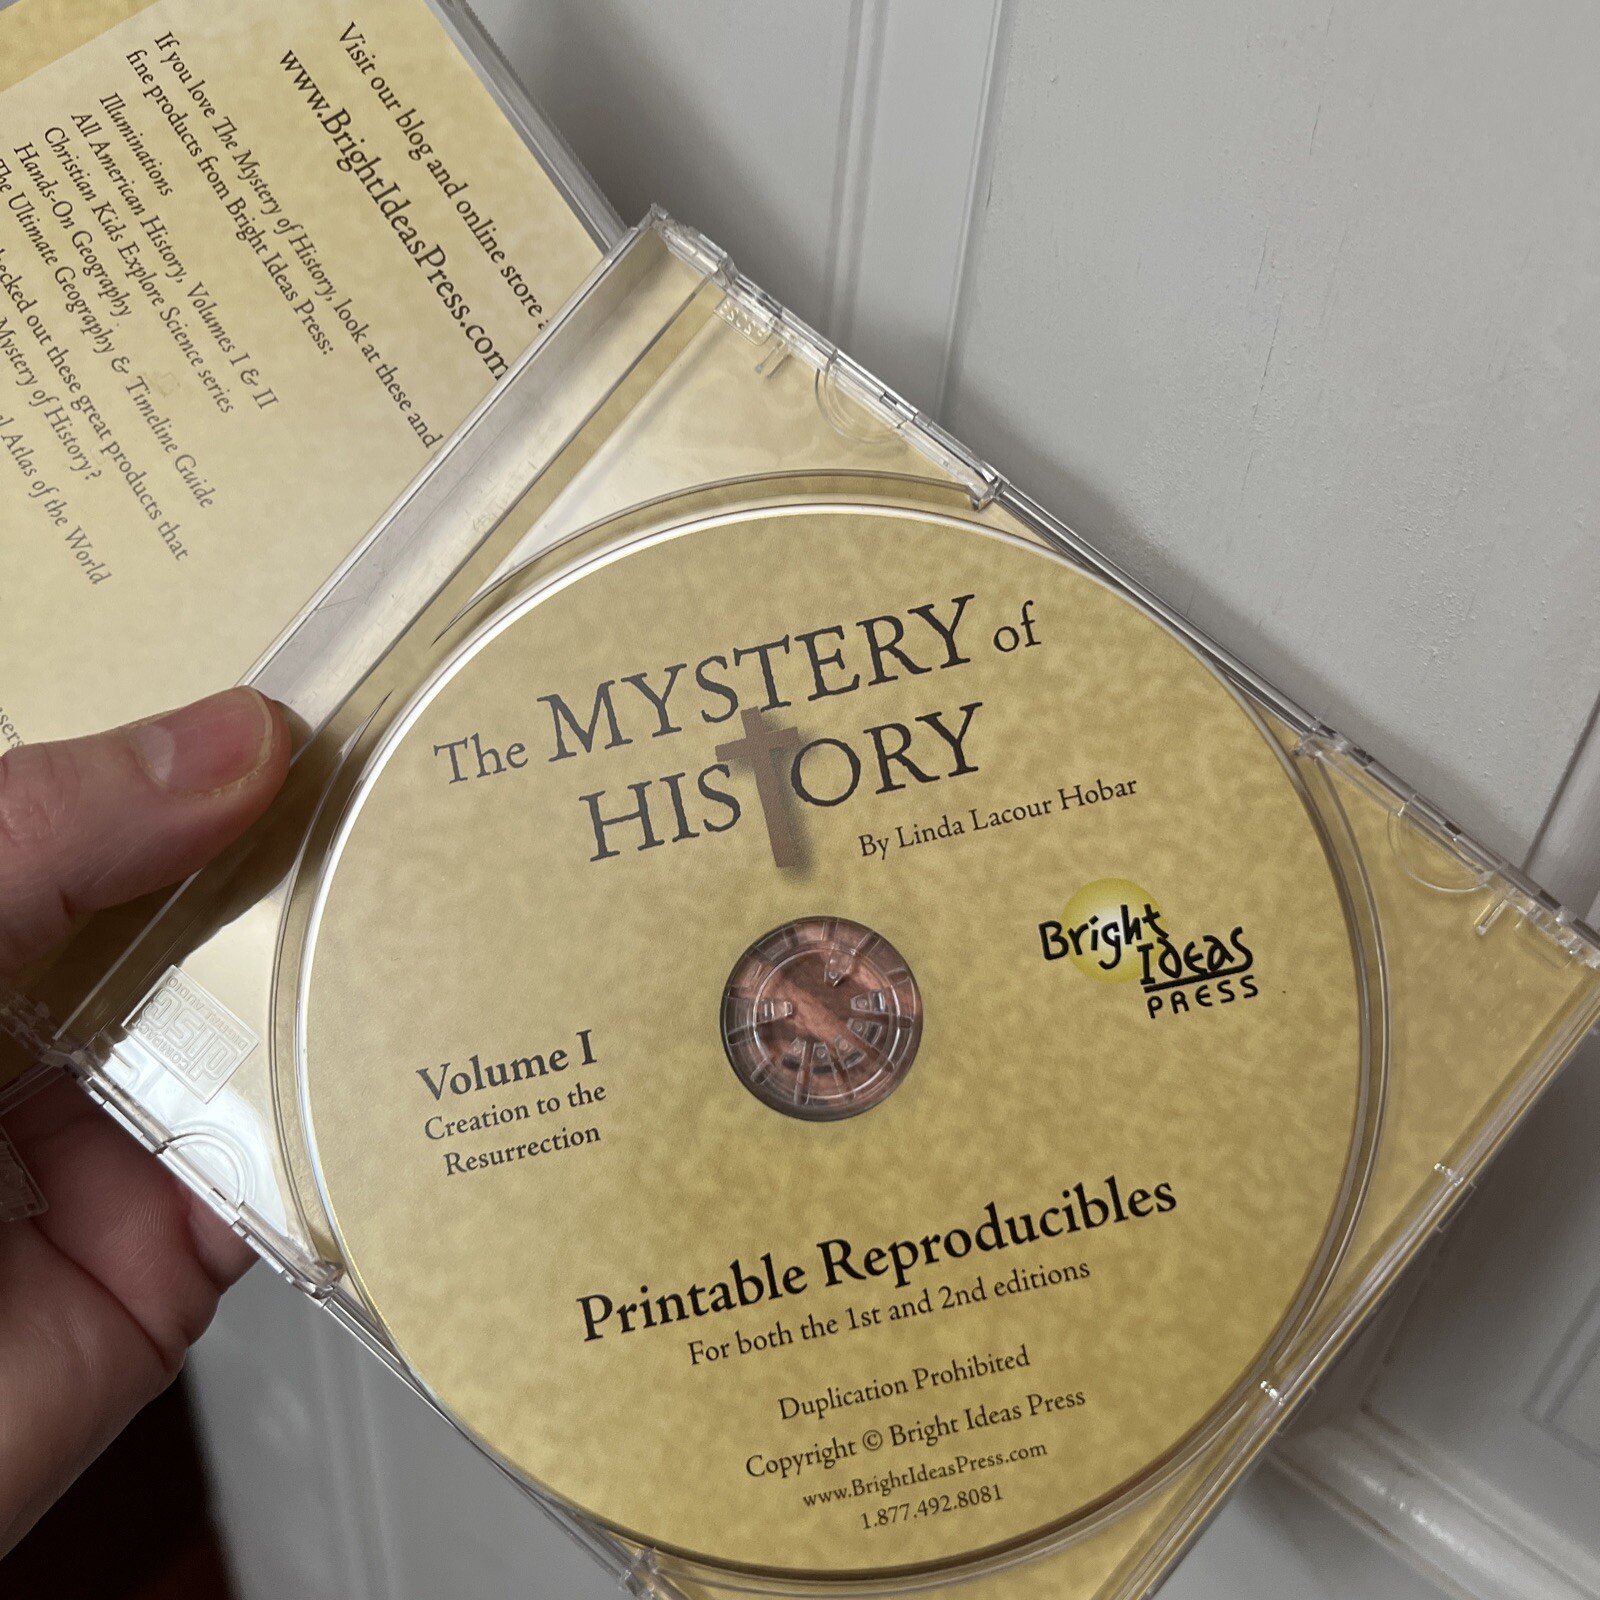 Visit our blog and online store
www.BrightIdeasPress.com
If you love The Mystery of History, look at these and
fine products from Bright Ideas Press:
Illuminations
All American History, Volumes I & II
Christian Kids Explore Science series
Hands-On Geography
The Ultimate Geography & Timeline Guide
checked out these great products that
Mystery of History?
Atlas of the World
The MYSTERY of
HISTORY
By Linda Lacour Hobar
Bright
Ideas
PRESS
Volume I
Creation to the
Resurrection
Printable Reproducibles
For both the 1st and 2nd editions
Duplication Prohibited
Copyright © Bright Ideas Press
www.BrightIdeasPress.com
1.877.492.8081
COMPACT
disc
DIGITAL AUDIO